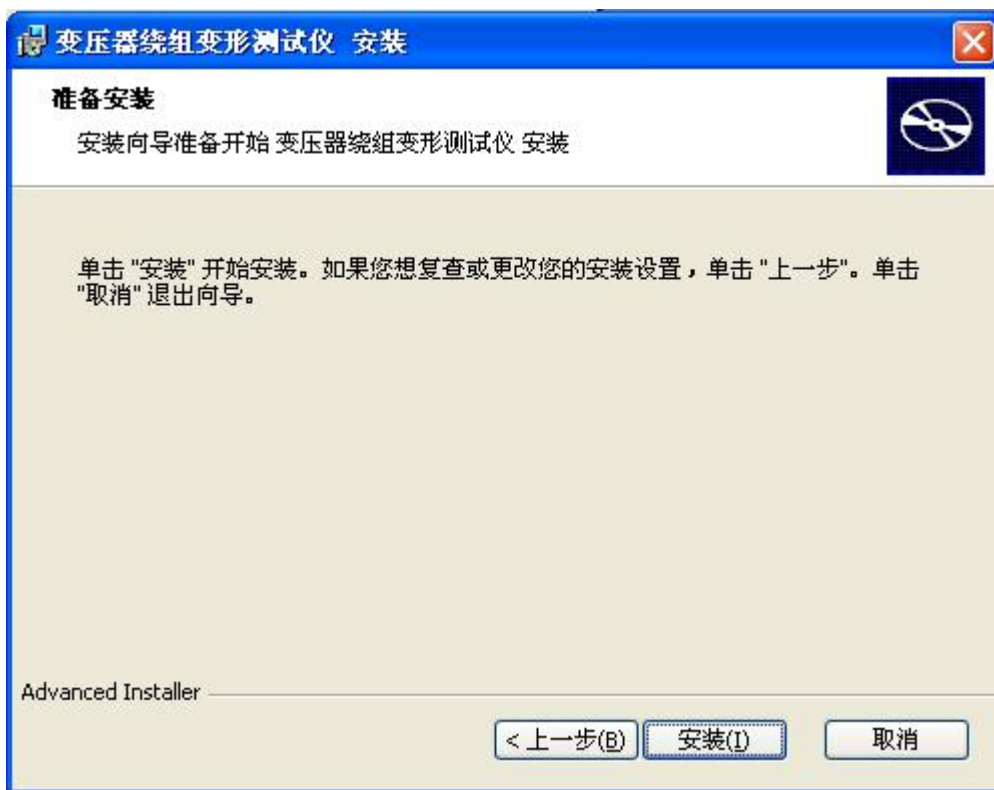 变压器绕组变形测试仪 安装
准备安装
安装向导准备开始 变压器绕组变形测试仪 安装
单击 "安装" 开始安装。如果您想复查或更改您的安装设置，单击 "上一步"。单击
"取消" 退出向导。
Advanced Installer
< 上一步(B)
安装(I)
取消